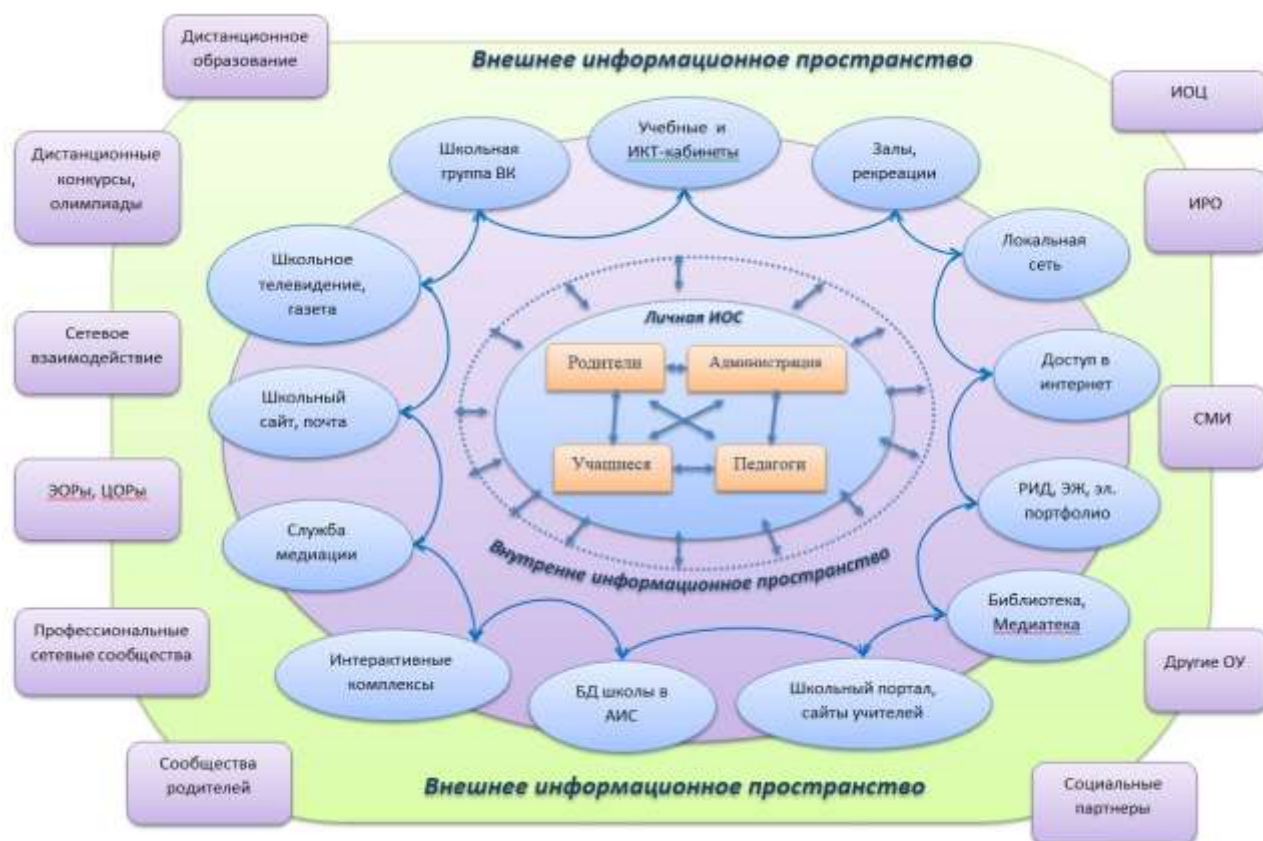 Дистанционное
образование
Внешнее информационное пространство
ИОЦ
Дистанционные
конкурсы,
олимпиады
Школьная
группа ВК
Учебные и
ИКТ-кабинеты
Залы,
рекреации
ИРО
Школьное
телевидение,
газета
Локальная
сеть
Сетевое
взаимодействие
Личная ИОС
Родители
Администрация
Учащиеся
Педагоги
Доступ в
интернет
Школьный
сайт, почта
СМИ
ЭОРы, ЦОРы
РИД, ЭЖ, эл.
портфолио
Служба
медиации
Внутренне информационное пространство
Библиотека,
Медиатека
Профессиональные
сетевые сообщества
Интерактивные
комплексы
БД школы в
АИС
Школьный портал,
сайты учителей
Другие ОУ
Сообщества
родителей
Внешнее информационное пространство
Социальные
партнеры